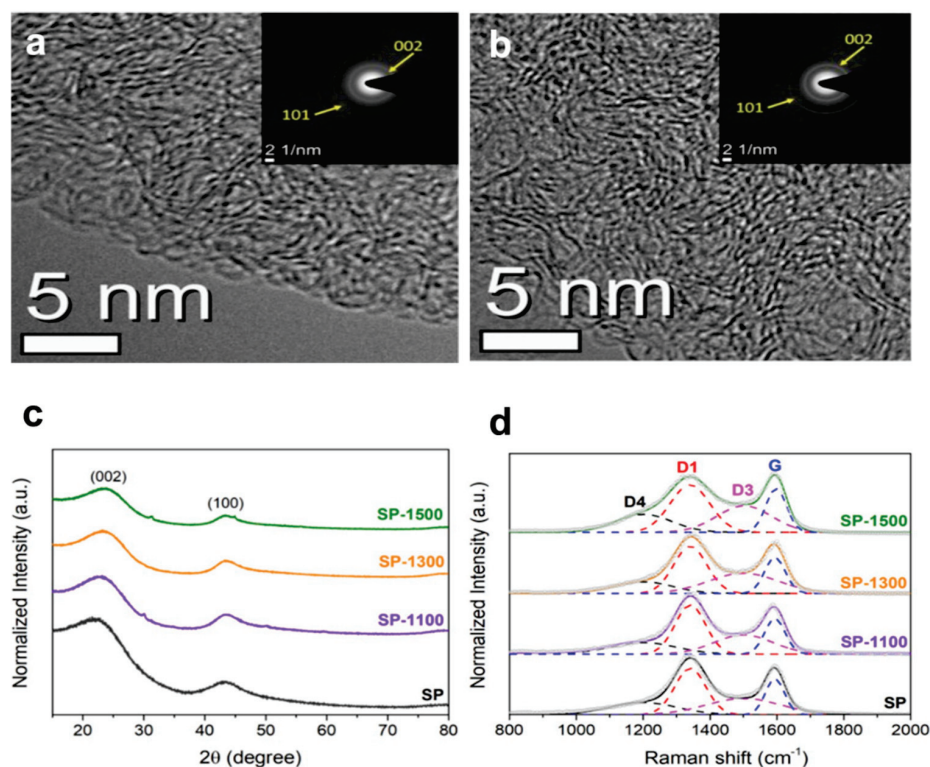 a
002
101
2 1/nm
5 nm
b
002
101
2 1/nm
5 nm
c
Normalized Intensity (a.u.)
(002)
(100)
SP-1500
SP-1300
SP-1100
SP
20 30 40 50 60 70 80
2θ (degree)
d
Normalized Intensity (a.u.)
D4
D1
D3
G
SP-1500
SP-1300
SP-1100
SP
800 1000 1200 1400 1600 1800 2000
Raman shift (cm⁻¹)